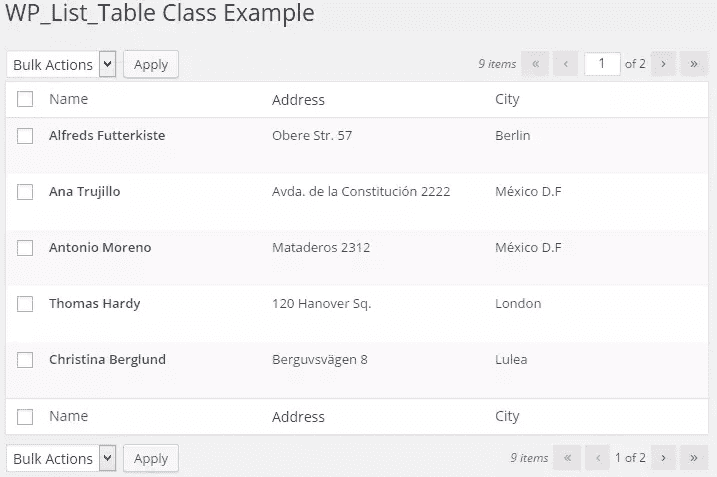 WP_List_Table Class Example
Bulk Actions Apply 9 items « ‹ 1 of 2 › »
Name Address City
Alfreds Futterkiste Obere Str. 57 Berlin
Ana Trujillo Avda. de la Constitución 2222 México D.F
Antonio Moreno Mataderos 2312 México D.F
Thomas Hardy 120 Hanover Sq. London
Christina Berglund Berguvsvägen 8 Lulea
Name Address City
Bulk Actions Apply 9 items « ‹ 1 of 2 › »